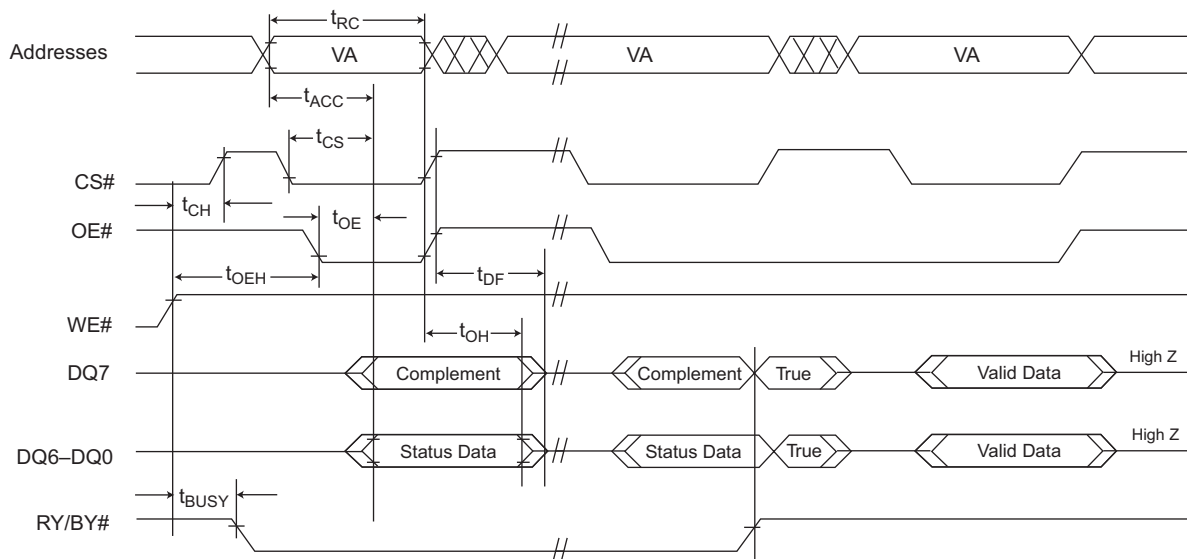 tRC
Addresses VA VA VA
tACC
tCS
CS#
tCH
tOE
OE#
tOEH
tDF
WE#
tOH
DQ7 Complement Complement True Valid Data High Z
DQ6–DQ0 Status Data Status Data True Valid Data High Z
tBUSY
RY/BY#